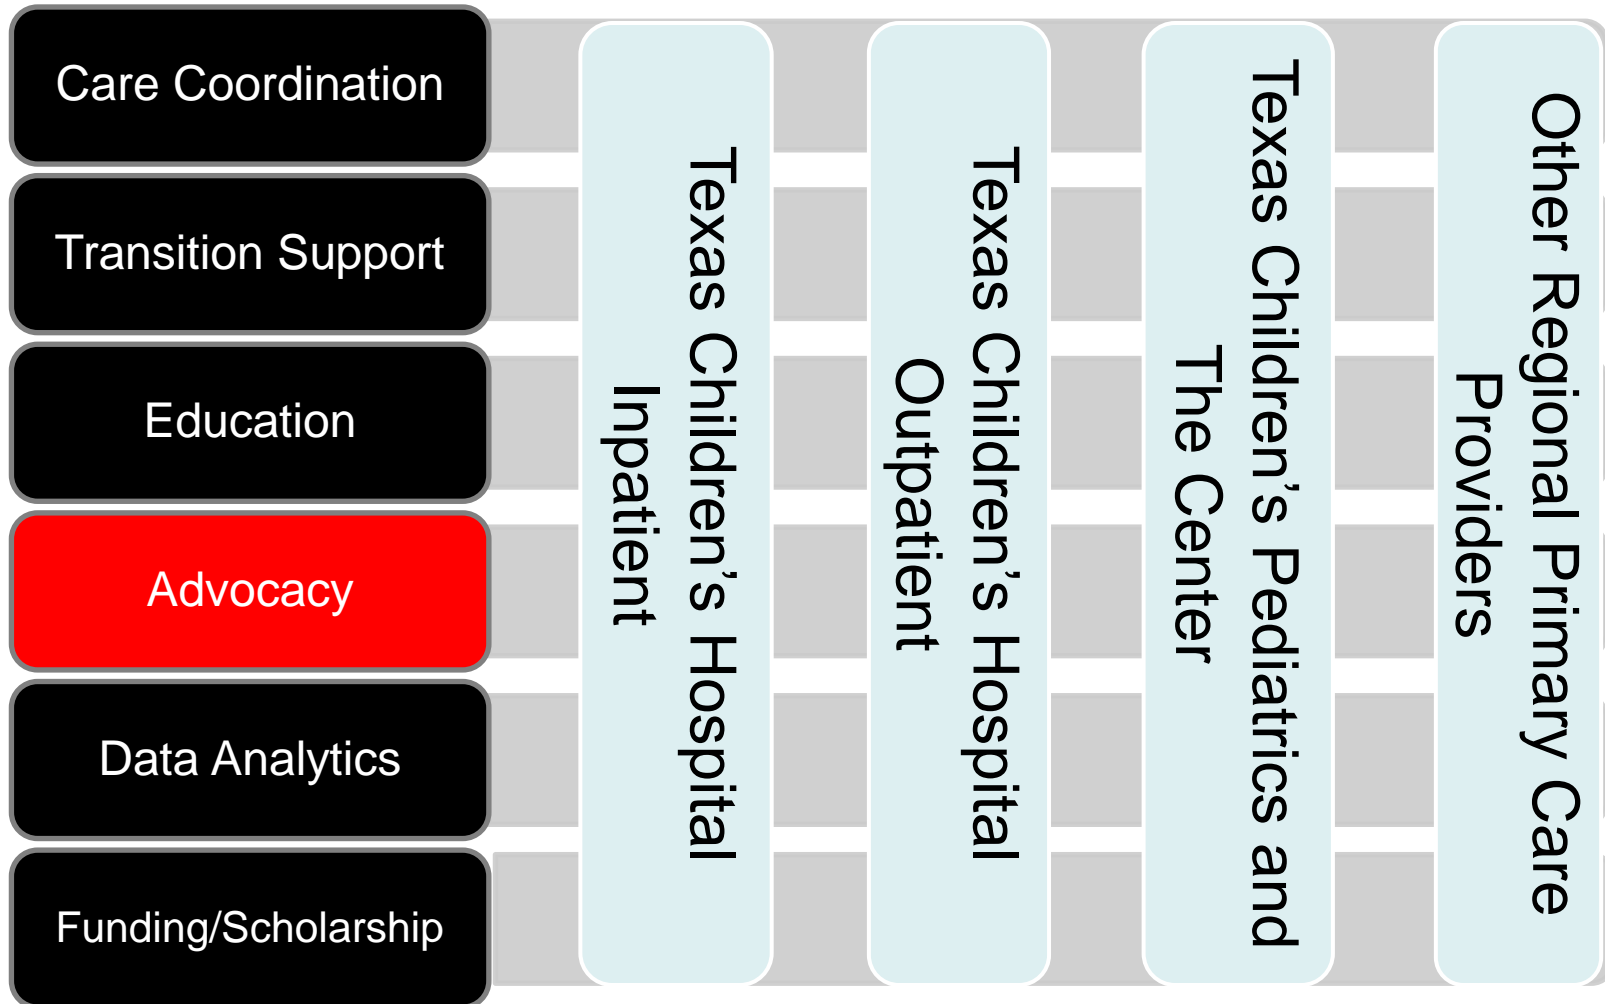 Care Coordination
Transition Support
Education
Advocacy
Data Analytics
Funding/Scholarship
Texas Children’s Hospital
Inpatient
Texas Children’s Hospital
Outpatient
Texas Children’s Pediatrics and
The Center
Other Regional Primary Care
Providers